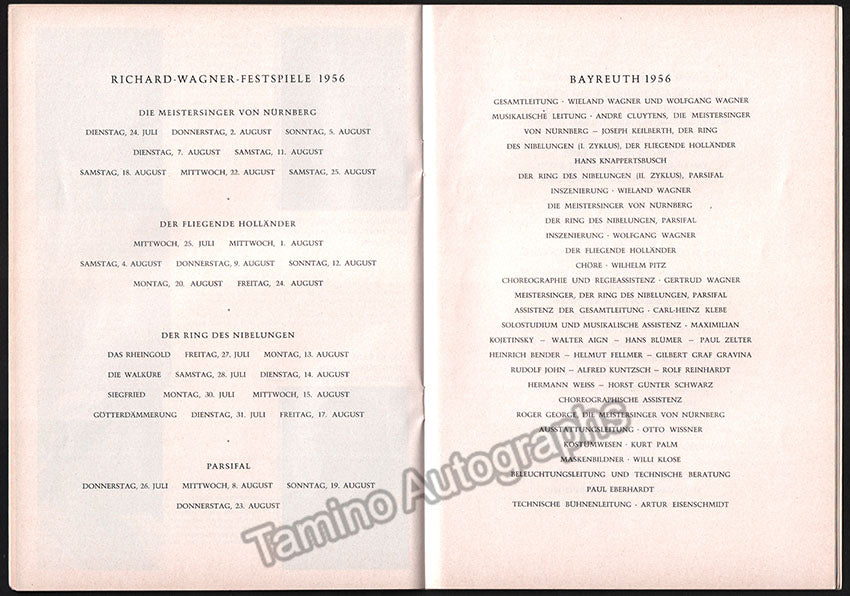 RICHARD-WAGNER-FESTSPIELE 1956
DIE MEISTERSINGER VON NÜRNBERG
DIENSTAG, 24. JULI DONNERSTAG, 2. AUGUST SONNTAG, 5. AUGUST
DIENSTAG, 7. AUGUST SAMSTAG, 11. AUGUST
SAMSTAG, 18. AUGUST MITTWOCH, 22. AUGUST SAMSTAG, 25. AUGUST
DER FLIEGENDE HOLLÄNDER
MITTWOCH, 25. JULI MITTWOCH, 1. AUGUST
SAMSTAG, 4. AUGUST DONNERSTAG, 9. AUGUST SONNTAG, 12. AUGUST
MONTAG, 20. AUGUST FREITAG, 24. AUGUST
DER RING DES NIBELUNGEN
DAS RHEINGOLD FREITAG, 27. JULI MONTAG, 13. AUGUST
DIE WALKÜRE SAMSTAG, 28. JULI DIENSTAG, 14. AUGUST
SIEGFRIED MONTAG, 30. JULI MITTWOCH, 15. AUGUST
GÖTTERDÄMMERUNG DIENSTAG, 31. JULI FREITAG, 17. AUGUST
PARSIFAL
DONNERSTAG, 26. JULI MITTWOCH, 8. AUGUST SONNTAG, 19. AUGUST
DONNERSTAG, 23. AUGUST
BAYREUTH 1956
GESAMTLEITUNG · WIELAND WAGNER UND WOLFGANG WAGNER
MUSIKALISCHE LEITUNG · ANDRÉ CLUYTENS, DIE MEISTERSINGER
VON NÜRNBERG – JOSEPH KEILBERTH, DER RING
DES NIBELUNGEN (I. ZYKLUS), DER FLIEGENDE HOLLÄNDER
HANS KNAPPERTSBUSCH
DER RING DES NIBELUNGEN (II. ZYKLUS), PARSIFAL
INSZENIERUNG · WIELAND WAGNER
DIE MEISTERSINGER VON NÜRNBERG
DER RING DES NIBELUNGEN, PARSIFAL
INSZENIERUNG · WOLFGANG WAGNER
DER FLIEGENDE HOLLÄNDER
CHÖRE · WILHELM PITZ
CHOREOGRAPHIE UND REGIEASSISTENZ · GERTRUD WAGNER
MEISTERSINGER, DER RING DES NIBELUNGEN, PARSIFAL
ASSISTENZ DER GESAMTLEITUNG · CARL-HEINZ KLEBE
SOLOSTUDIUM UND MUSIKALISCHE ASSISTENZ · MAXIMILIAN
KOJETINSKY – WALTER AIGN – HANS BLÜMER – PAUL ZELTER
HEINRICH BENDER – HELMUT FELLMER – GILBERT GRAF GRAVINA
RUDOLF JOHN – ALFRED KUNTZSCH – ROLF REINHARDT
HERMANN WEISS – HORST GÜNTER SCHWARZ
CHOREOGRAPHISCHE ASSISTENZ
ROGER GEORGE, DIE MEISTERSINGER VON NÜRNBERG
AUSSTATTUNGSLEITUNG · OTTO WISSNER
KOSTÜMWESEN · KURT PALM
MASKENBILDNER · WILLI KLOSE
BELEUCHTUNGSLEITUNG UND TECHNISCHE BERATUNG
PAUL EBERHARDT
TECHNISCHE BÜHNENLEITUNG · ARTUR EISENSCHMIDT
Tamino Autographs